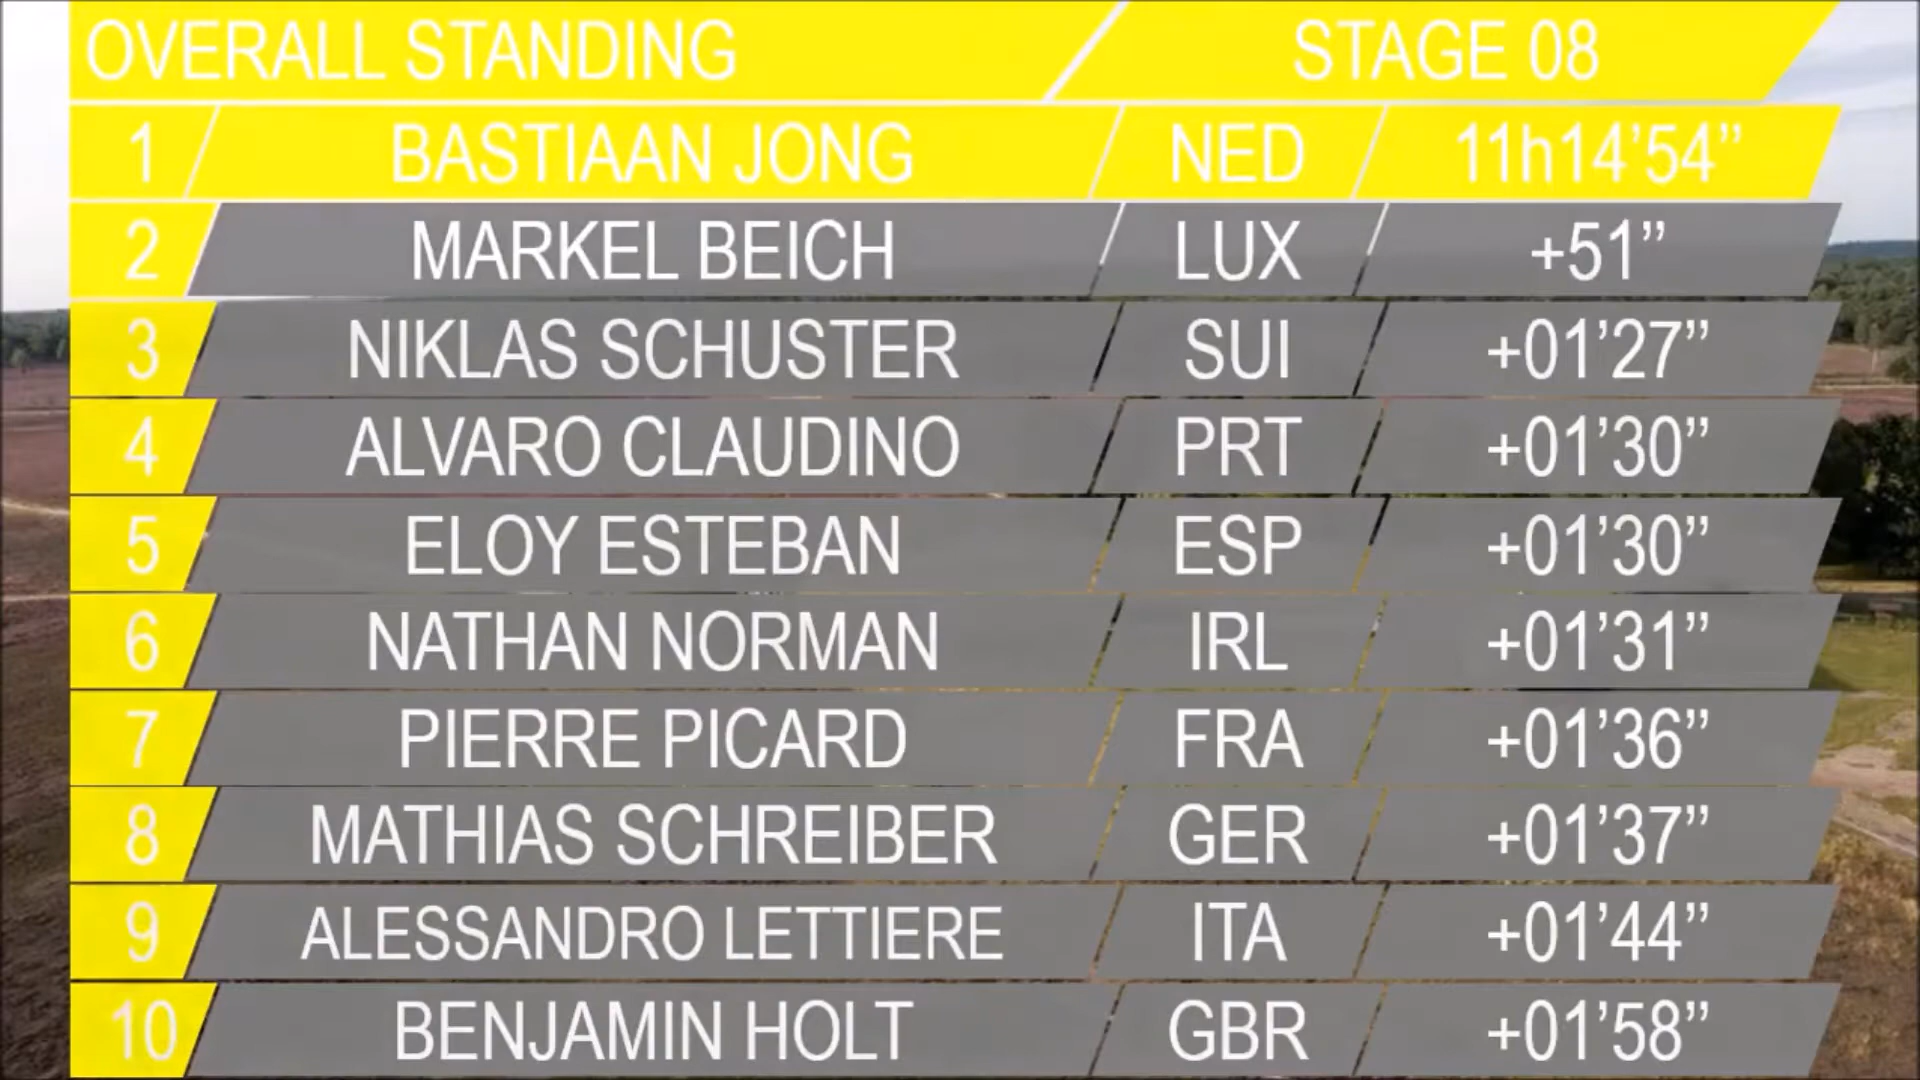 OVERALL STANDING STAGE 08
1 BASTIAAN JONG NED 11h14’54”
2 MARKEL BEICH LUX +51”
3 NIKLAS SCHUSTER SUI +01’27”
4 ALVARO CLAUDINO PRT +01’30”
5 ELOY ESTEBAN ESP +01’30”
6 NATHAN NORMAN IRL +01’31”
7 PIERRE PICARD FRA +01’36”
8 MATHIAS SCHREIBER GER +01’37”
9 ALESSANDRO LETTIERE ITA +01’44”
10 BENJAMIN HOLT GBR +01’58”